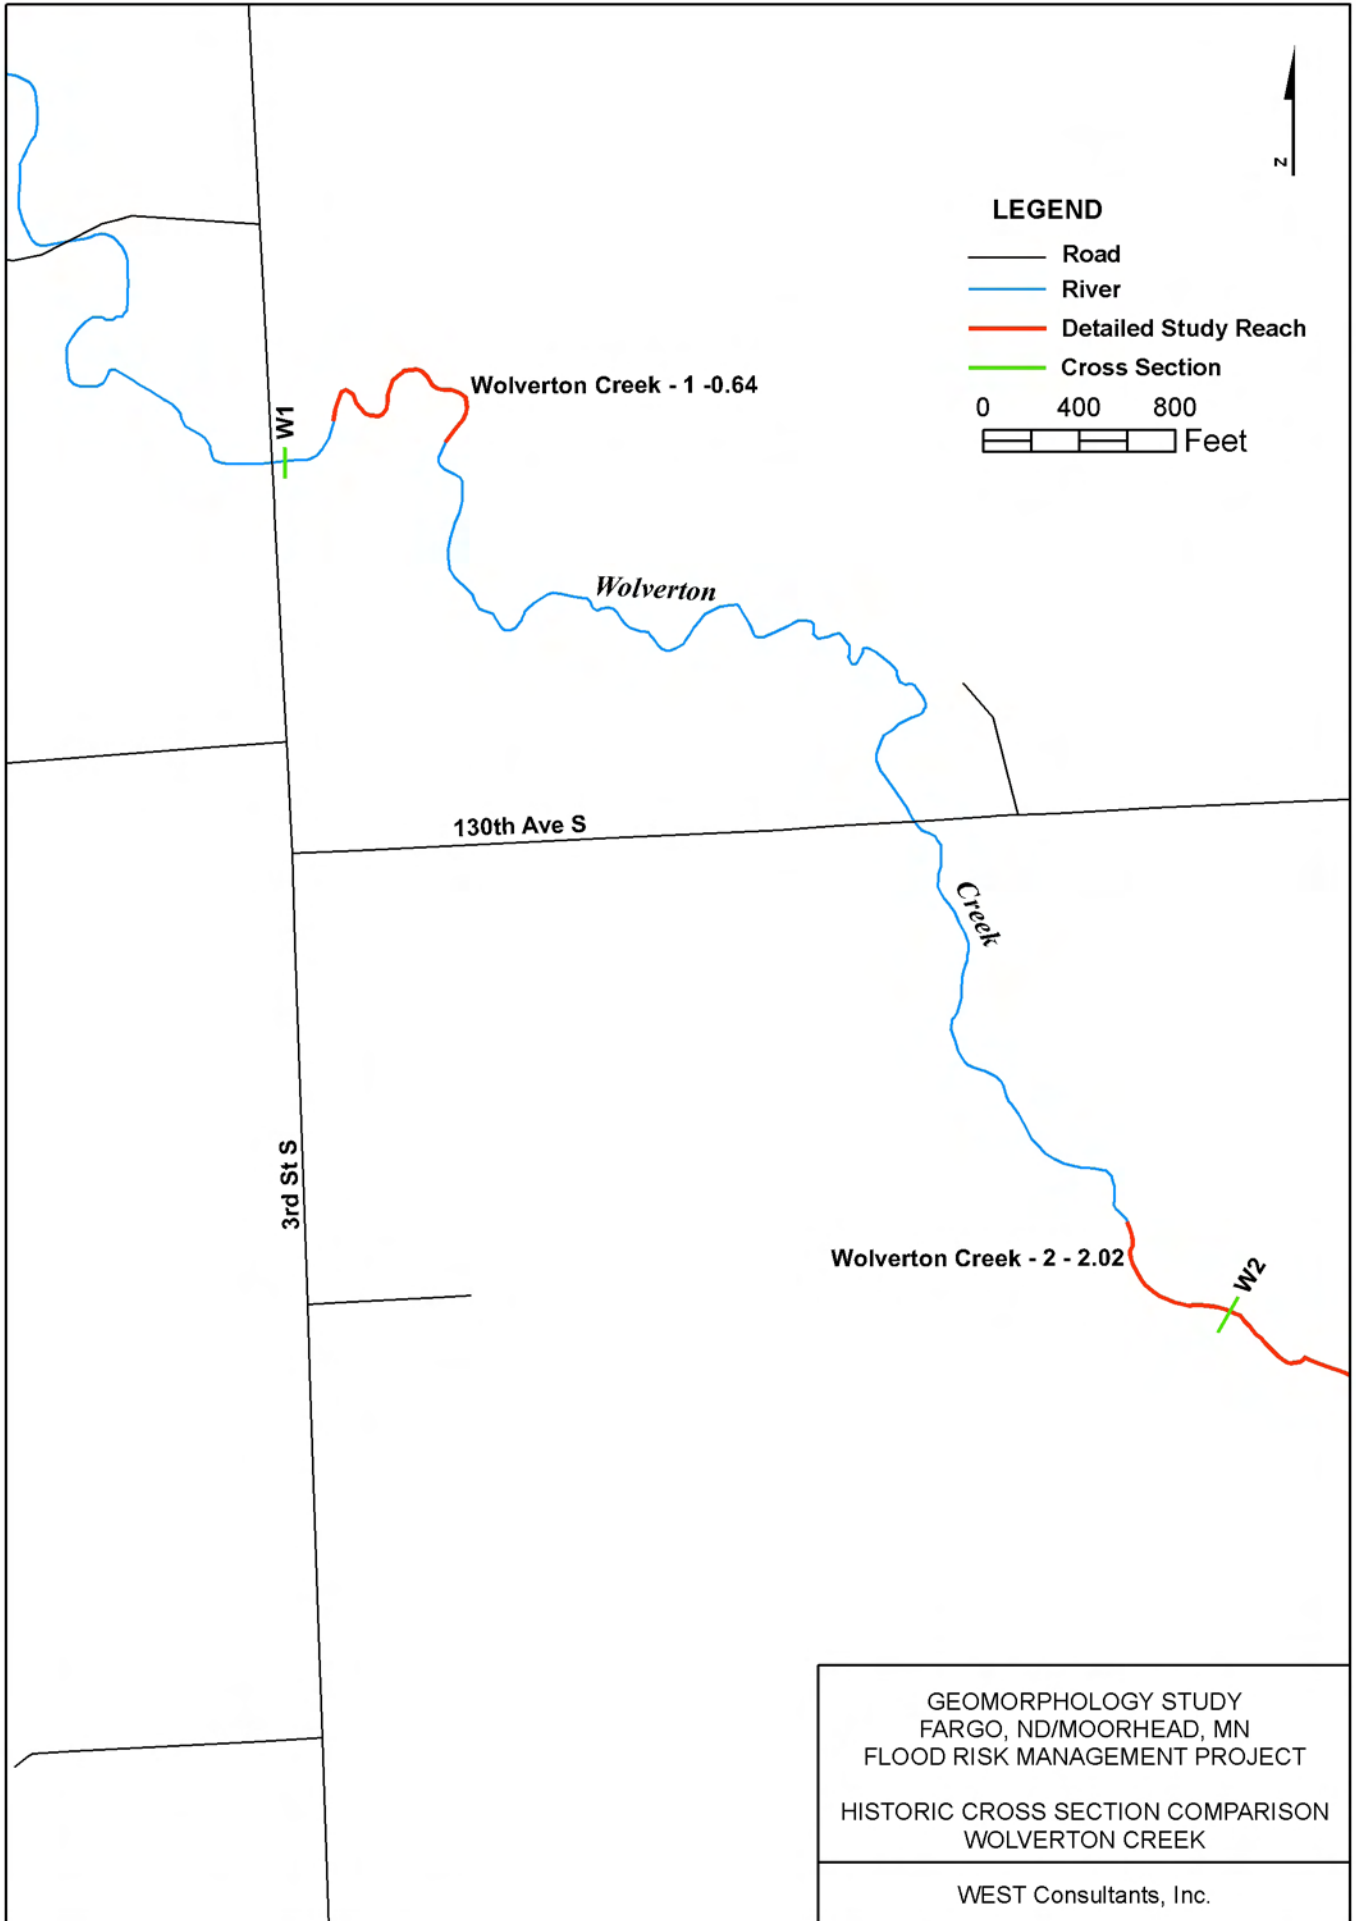 N
LEGEND
Road
River
Detailed Study Reach
Cross Section
0 400 800
Feet
W1
Wolverton Creek - 1 -0.64
Wolverton
130th Ave S
Creek
3rd St S
Wolverton Creek - 2 - 2.02
W2
GEOMORPHOLOGY STUDY
FARGO, ND/MOORHEAD, MN
FLOOD RISK MANAGEMENT PROJECT
HISTORIC CROSS SECTION COMPARISON
WOLVERTON CREEK
WEST Consultants, Inc.